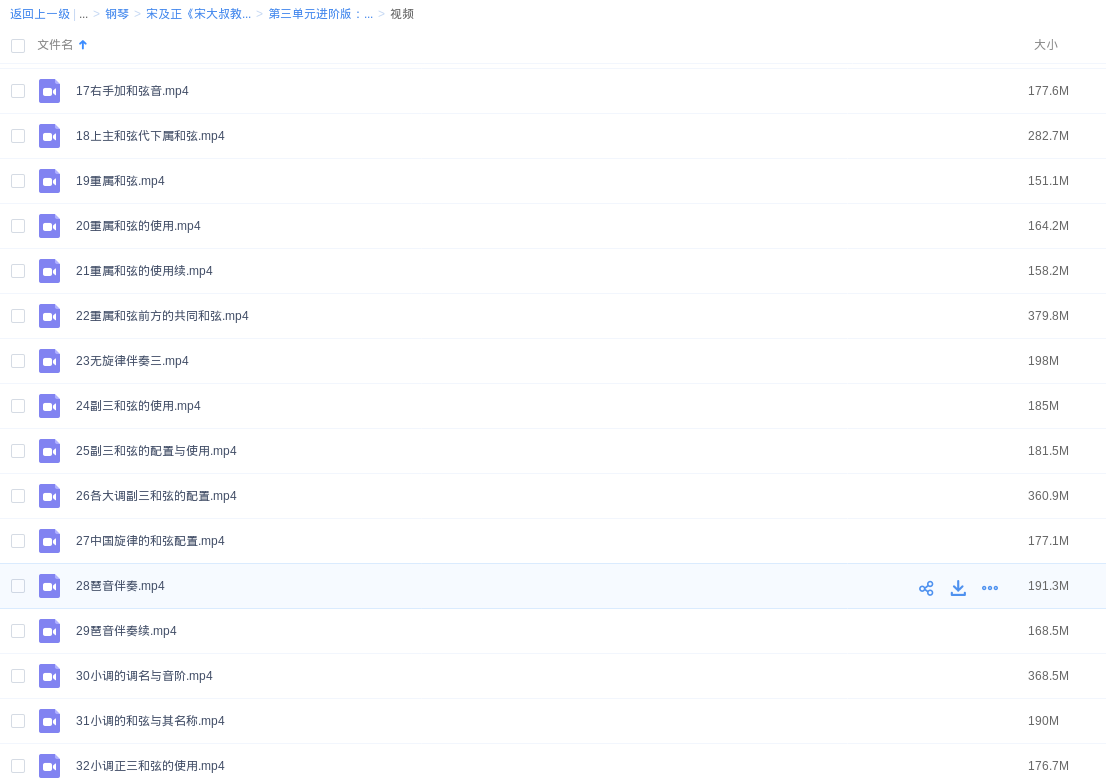 返回上一级 | ... > 钢琴 > 宋及正《宋大叔教... > 第三单元进阶版：... > 视频
文件名 大小
17右手加和弦音.mp4 177.6M
18上主和弦代下属和弦.mp4 282.7M
19重属和弦.mp4 151.1M
20重属和弦的使用.mp4 164.2M
21重属和弦的使用续.mp4 158.2M
22重属和弦前方的共同和弦.mp4 379.8M
23无旋律伴奏三.mp4 198M
24副三和弦的使用.mp4 185M
25副三和弦的配置与使用.mp4 181.5M
26各大调副三和弦的配置.mp4 360.9M
27中国旋律的和弦配置.mp4 177.1M
28琶音伴奏.mp4 191.3M
29琶音伴奏续.mp4 168.5M
30小调的调名与音阶.mp4 368.5M
31小调的和弦与其名称.mp4 190M
32小调正三和弦的使用.mp4 176.7M